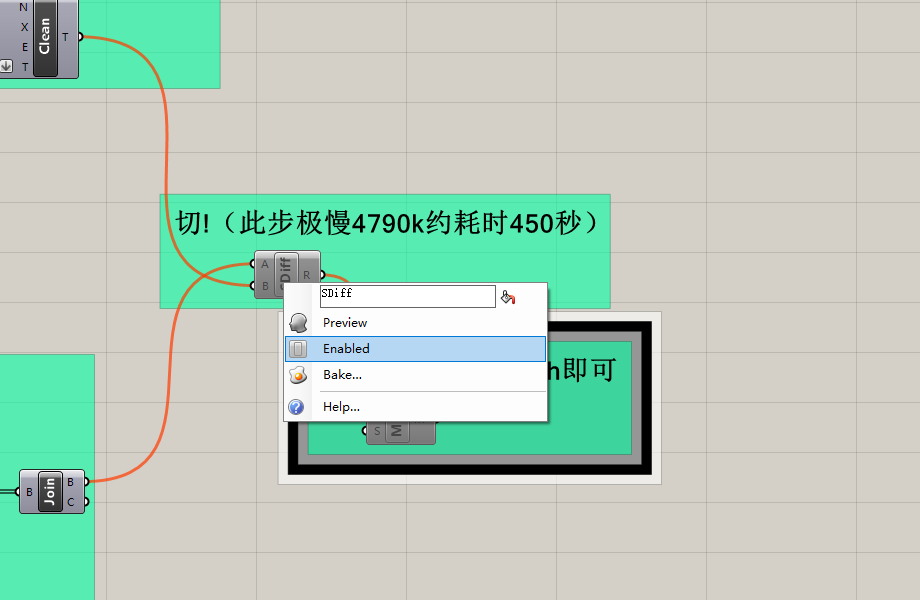 N
X
E
T
Clean
T
切!（此步极慢4790k约耗时450秒）
A
B
SDiff
R
SDiff
Preview
Enabled
Bake...
Help...
h即可
S
M
B
Join
B
C